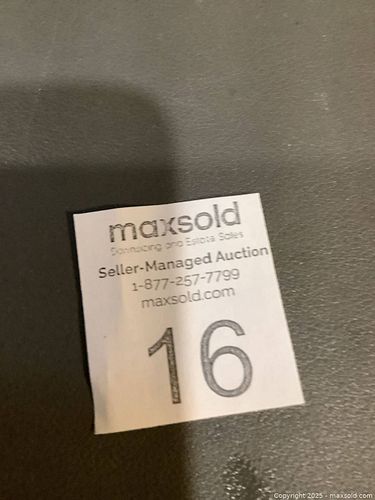 maxsold
Downsizing and Estate Sales
Seller-Managed Auction
1-877-257-7799
maxsold.com
16
Copyright © 2025 - maxsold.com